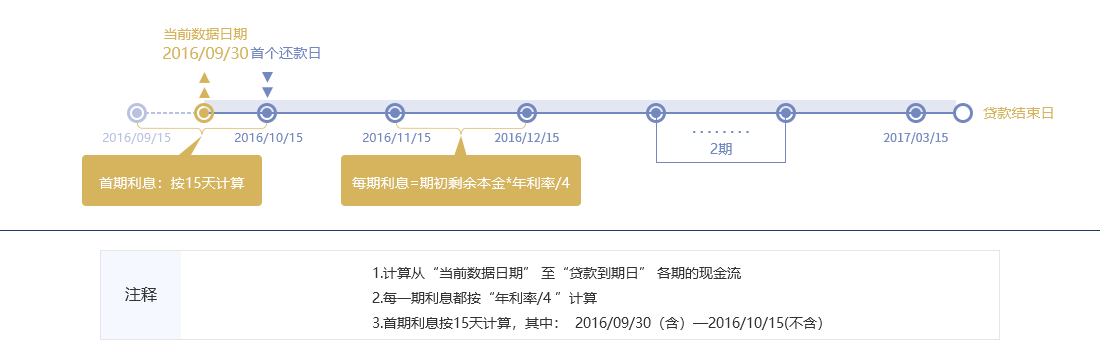 当前数据日期
2016/09/30 首个还款日
贷款结束日
2016/09/15 2016/10/15 2016/11/15 2016/12/15 ········ 2017/03/15
2期
首期利息：按15天计算 每期利息=期初剩余本金*年利率/4
注释
1.计算从“当前数据日期” 至“贷款到期日” 各期的现金流
2.每一期利息都按“年利率/4 ”计算
3.首期利息按15天计算，其中： 2016/09/30（含）—2016/10/15(不含）